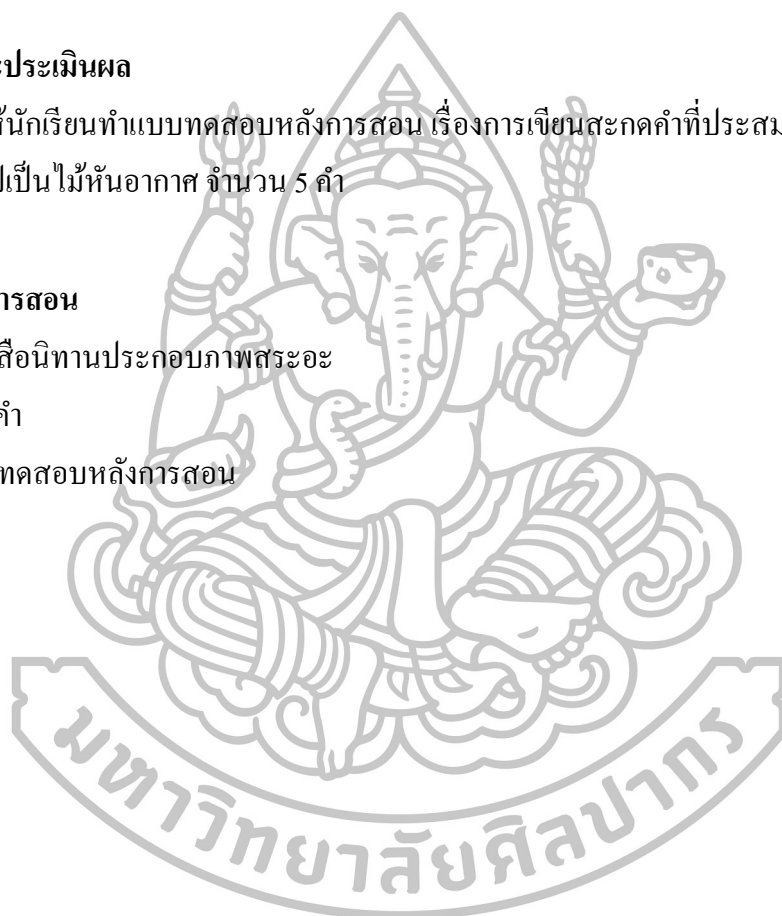 ะประเมินผล
ห้นักเรียนทำแบบทดสอบหลังการสอน เรื่องการเขียนสะกดคำที่ประสม
ปเป็นไม้หันอากาศ จำนวน 5 คำ
ารสอน
สือนิทานประกอบภาพสระอะ
คำ
ทดสอบหลังการสอน
มหาวิทยาลัยศิลปากร